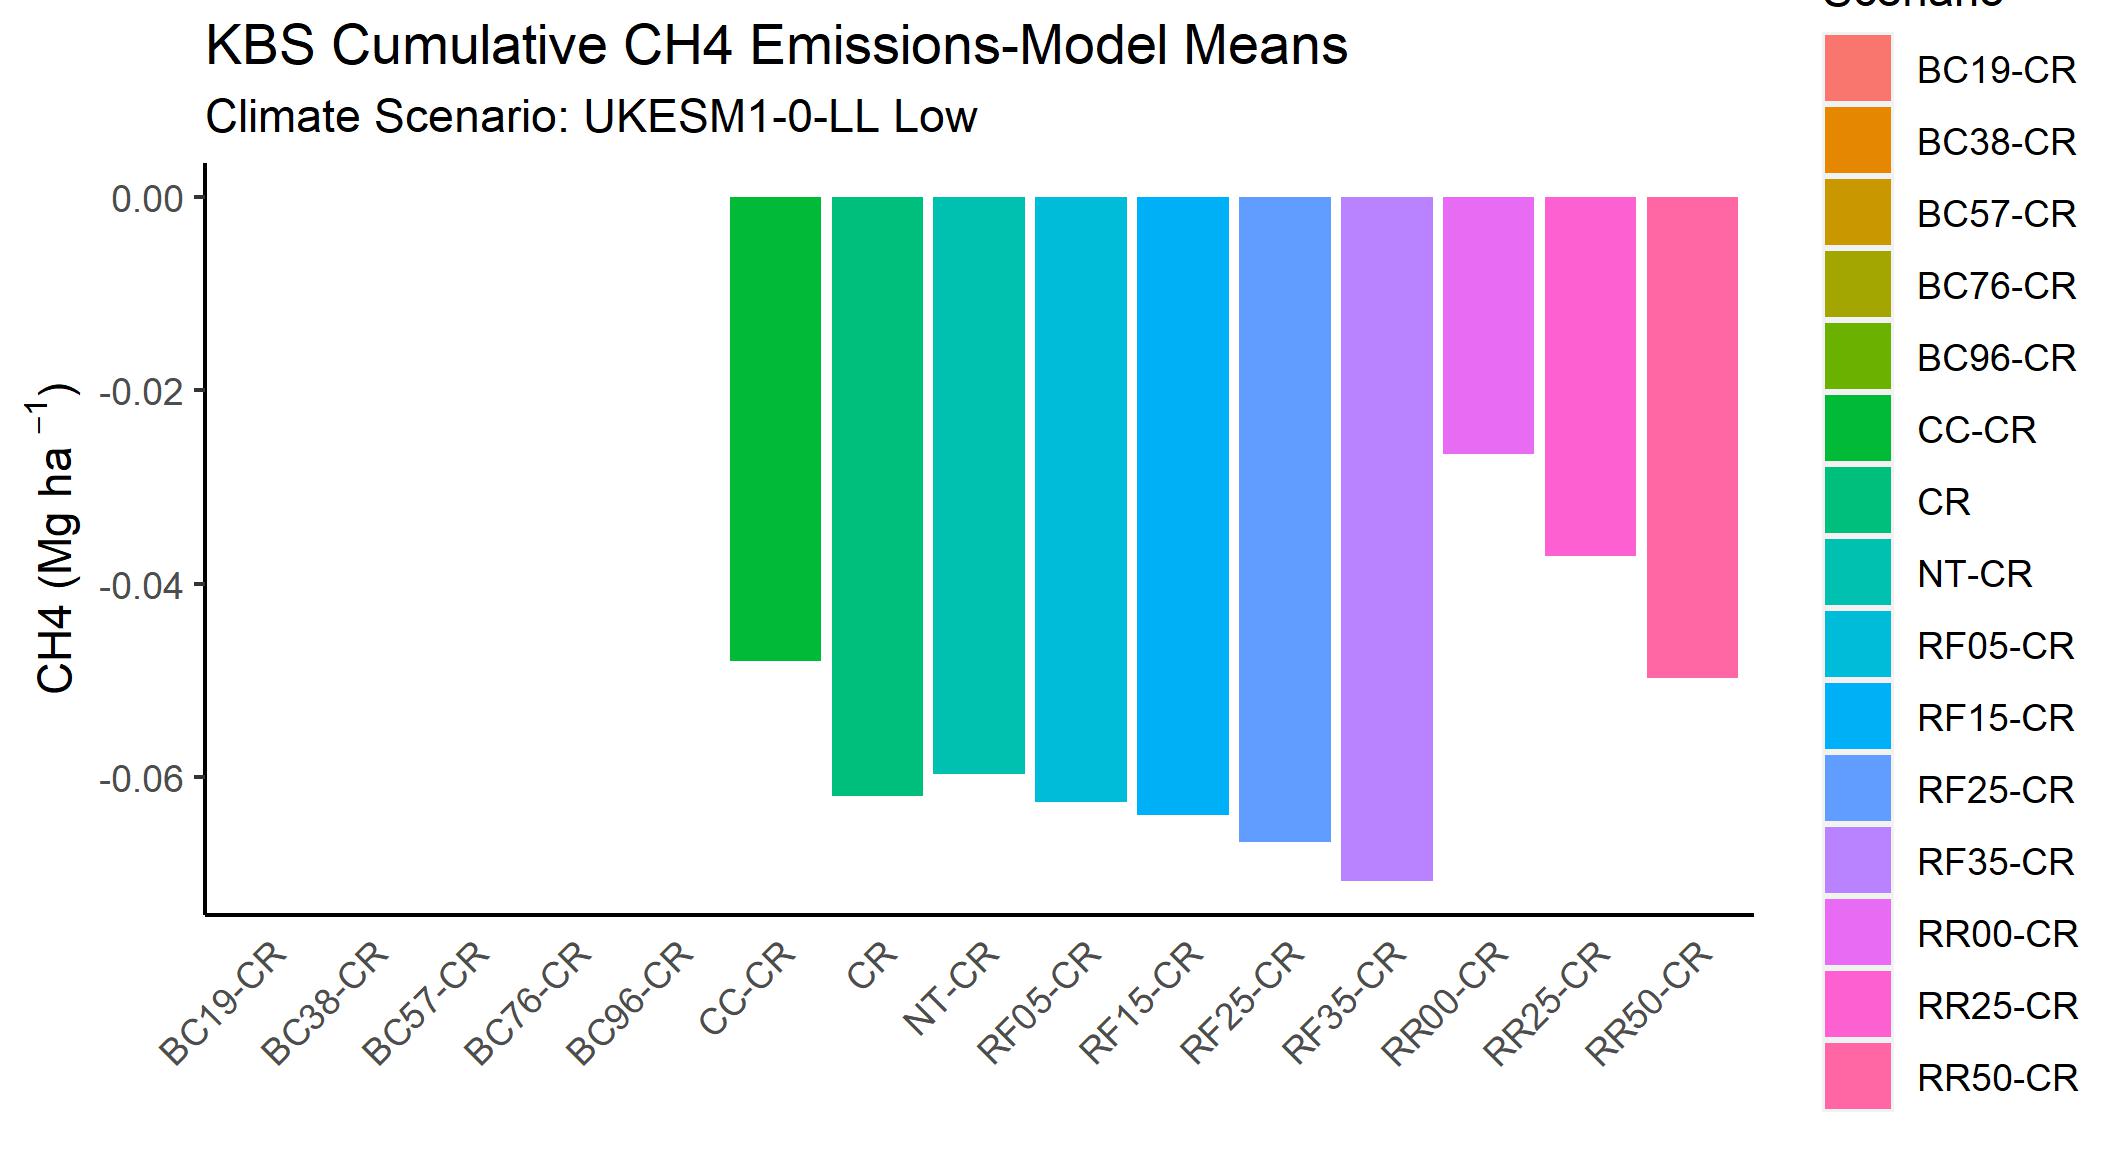 KBS Cumulative CH4 Emissions-Model Means
Climate Scenario: UKESM1-0-LL Low
CH4 (Mg ha −1)
0.00
-0.02
-0.04
-0.06
BC19-CR
BC38-CR
BC57-CR
BC76-CR
BC96-CR
CC-CR
CR
NT-CR
RF05-CR
RF15-CR
RF25-CR
RF35-CR
RR00-CR
RR25-CR
RR50-CR
Scenario
BC19-CR
BC38-CR
BC57-CR
BC76-CR
BC96-CR
CC-CR
CR
NT-CR
RF05-CR
RF15-CR
RF25-CR
RF35-CR
RR00-CR
RR25-CR
RR50-CR